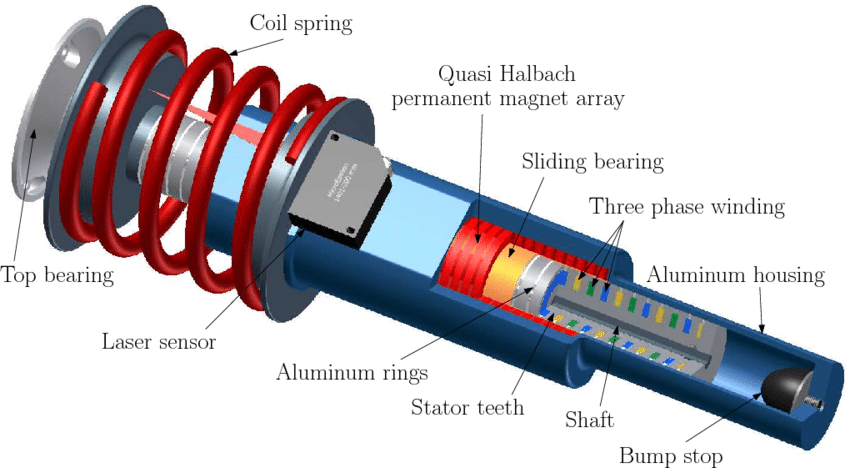 Coil spring
Quasi Halbach
permanent magnet array
Sliding bearing
Three phase winding
Top bearing
Aluminum housing
Laser sensor
Aluminum rings
Stator teeth
Shaft
Bump stop